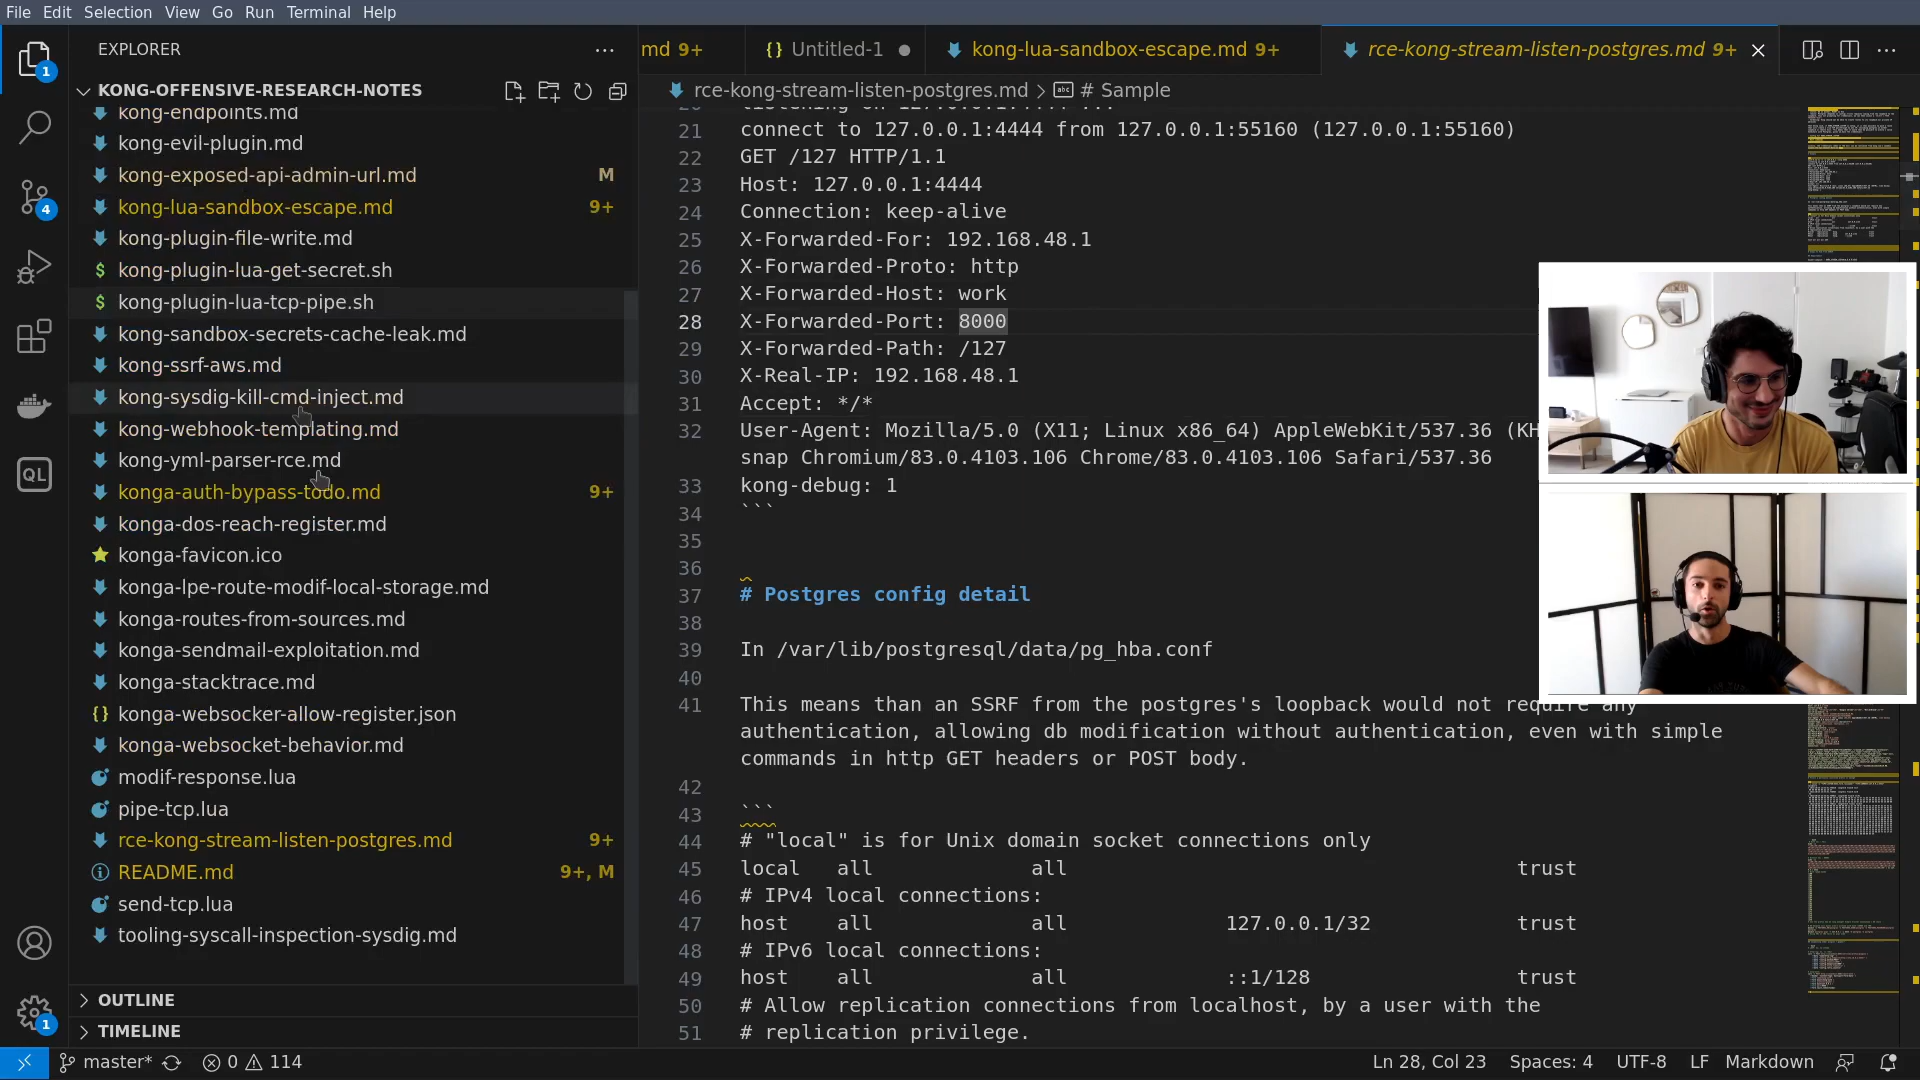 File Edit Selection View Go Run Terminal Help
EXPLORER
KONG-OFFENSIVE-RESEARCH-NOTES
kong-endpoints.md
kong-evil-plugin.md
kong-exposed-api-admin-url.md M
kong-lua-sandbox-escape.md 9+
kong-plugin-file-write.md
kong-plugin-lua-get-secret.sh
kong-plugin-lua-tcp-pipe.sh
kong-sandbox-secrets-cache-leak.md
kong-ssrf-aws.md
kong-sysdig-kill-cmd-inject.md
kong-webhook-templating.md
kong-yml-parser-rce.md
konga-auth-bypass-todo.md 9+
konga-dos-reach-register.md
konga-favicon.ico
konga-lpe-route-modif-local-storage.md
konga-routes-from-sources.md
konga-sendmail-exploitation.md
konga-stacktrace.md
konga-websocker-allow-register.json
konga-websocket-behavior.md
modif-response.lua
pipe-tcp.lua
rce-kong-stream-listen-postgres.md 9+
README.md 9+, M
send-tcp.lua
tooling-syscall-inspection-sysdig.md
OUTLINE
TIMELINE
md 9+ {} Untitled-1 ● kong-lua-sandbox-escape.md 9+ rce-kong-stream-listen-postgres.md 9+
rce-kong-stream-listen-postgres.md > # Sample
21 connect to 127.0.0.1:4444 from 127.0.0.1:55160 (127.0.0.1:55160)
22 GET /127 HTTP/1.1
23 Host: 127.0.0.1:4444
24 Connection: keep-alive
25 X-Forwarded-For: 192.168.48.1
26 X-Forwarded-Proto: http
27 X-Forwarded-Host: work
28 X-Forwarded-Port: 8000
29 X-Forwarded-Path: /127
30 X-Real-IP: 192.168.48.1
31 Accept: */*
32 User-Agent: Mozilla/5.0 (X11; Linux x86_64) AppleWebKit/537.36 (KH
snap Chromium/83.0.4103.106 Chrome/83.0.4103.106 Safari/537.36
33 kong-debug: 1
34 ```
35
36
37 # Postgres config detail
38
39 In /var/lib/postgresql/data/pg_hba.conf
40
41 This means than an SSRF from the postgres's loopback would not require any
authentication, allowing db modification without authentication, even with simple
commands in http GET headers or POST body.
42
43 ```
44 # "local" is for Unix domain socket connections only
45 local all all trust
46 # IPv4 local connections:
47 host all all 127.0.0.1/32 trust
48 # IPv6 local connections:
49 host all all ::1/128 trust
50 # Allow replication connections from localhost, by a user with the
51 # replication privilege.
1
4
QL
1
master* 0 114 Ln 28, Col 23 Spaces: 4 UTF-8 LF Markdown